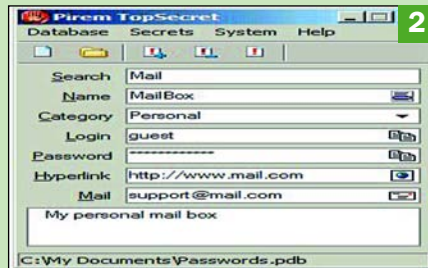 Pirem TopSecret
2
Database Secrets System Help
Search Mail
Name MailBox
Category Personal
Login guest
Password ************
Hyperlink http://www.mail.com
Mail support@mail.com
My personal mail box
C:\My Documents\Passwords.pdb